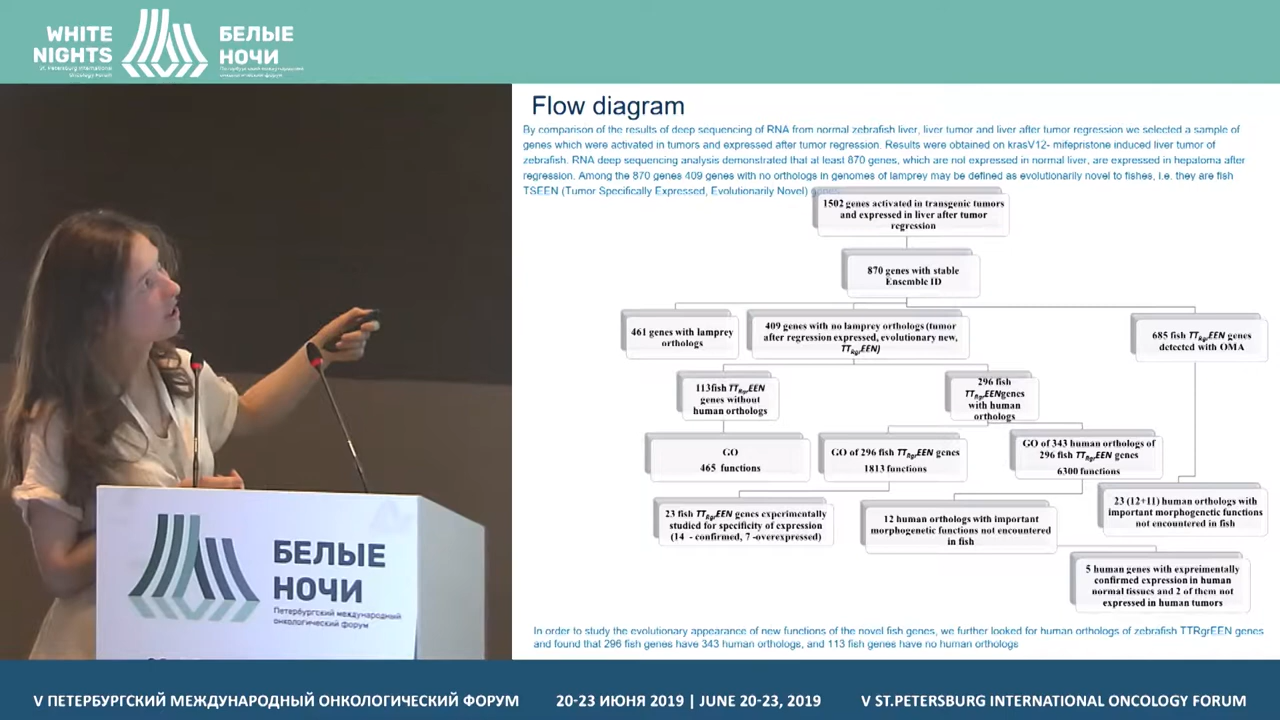 WHITE
NIGHTS
St. Petersburg International
Oncology Forum
БЕЛЫЕ
НОЧИ
Петербургский международный
онкологический форум
Flow diagram
By comparison of the results of deep sequencing of RNA from normal zebrafish liver, liver tumor and liver after tumor regression we selected a sample of
genes which were activated in tumors and expressed after tumor regression. Results were obtained on krasV12- mifepristone induced liver tumor of
zebrafish. RNA deep sequencing analysis demonstrated that at least 870 genes, which are not expressed in normal liver, are expressed in hepatoma after
regression. Among the 870 genes 409 genes with no orthologs in genomes of lamprey may be defined as evolutionarily novel to fishes, i.e. they are fish
TSEEN (Tumor Specifically Expressed, Evolutionarily Novel) genes.
1502 genes activated in transgenic tumors
and expressed in liver after tumor
regression
870 genes with stable
Ensemble ID
461 genes with lamprey
orthologs
409 genes with no lamprey orthologs (tumor
after regression expressed, evolutionary new,
TTRgrEEN)
685 fish TTRgrEEN genes
detected with OMA
113fish TTRgrEEN
genes without
human orthologs
296 fish
TTRgrEENgenes
with human
orthologs
GO
465 functions
GO of 296 fish TTRgrEEN genes
1813 functions
GO of 343 human orthologs of
296 fish TTRgrEEN genes
6300 functions
23 fish TTRgrEEN genes experimentally
studied for specificity of expression
(14 - confirmed, 7 -overexpressed)
12 human orthologs with important
morphogenetic functions not encountered
in fish
23 (12+11) human orthologs with
important morphogenetic functions
not encountered in fish
5 human genes with expreimentally
confirmed expression in human
normal tissues and 2 of them not
expressed in human tumors
In order to study the evolutionary appearance of new functions of the novel fish genes, we further looked for human orthologs of zebrafish TTRgrEEN genes
and found that 296 fish genes have 343 human orthologs, and 113 fish genes have no human orthologs
БЕЛЫЕ
НОЧИ
Петербургский международный
онкологический форум
V ПЕТЕРБУРГСКИЙ МЕЖДУНАРОДНЫЙ ОНКОЛОГИЧЕСКИЙ ФОРУМ
20-23 ИЮНЯ 2019 | JUNE 20-23, 2019
V ST.PETERSBURG INTERNATIONAL ONCOLOGY FORUM